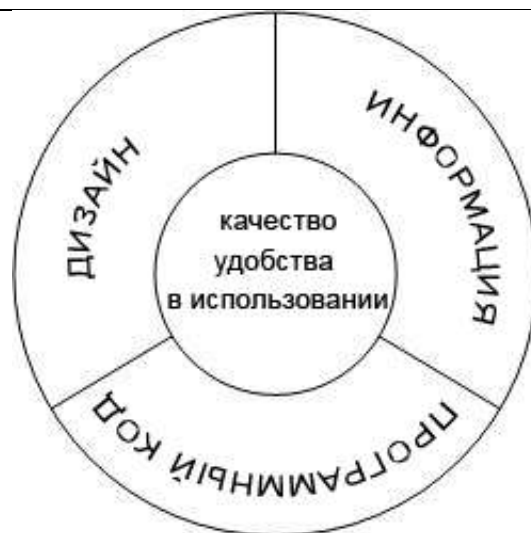 ДИЗАЙН
ИНФОРМАЦИЯ
качество
удобства
в использовании
ПРОГРАММНЫЙ КОД